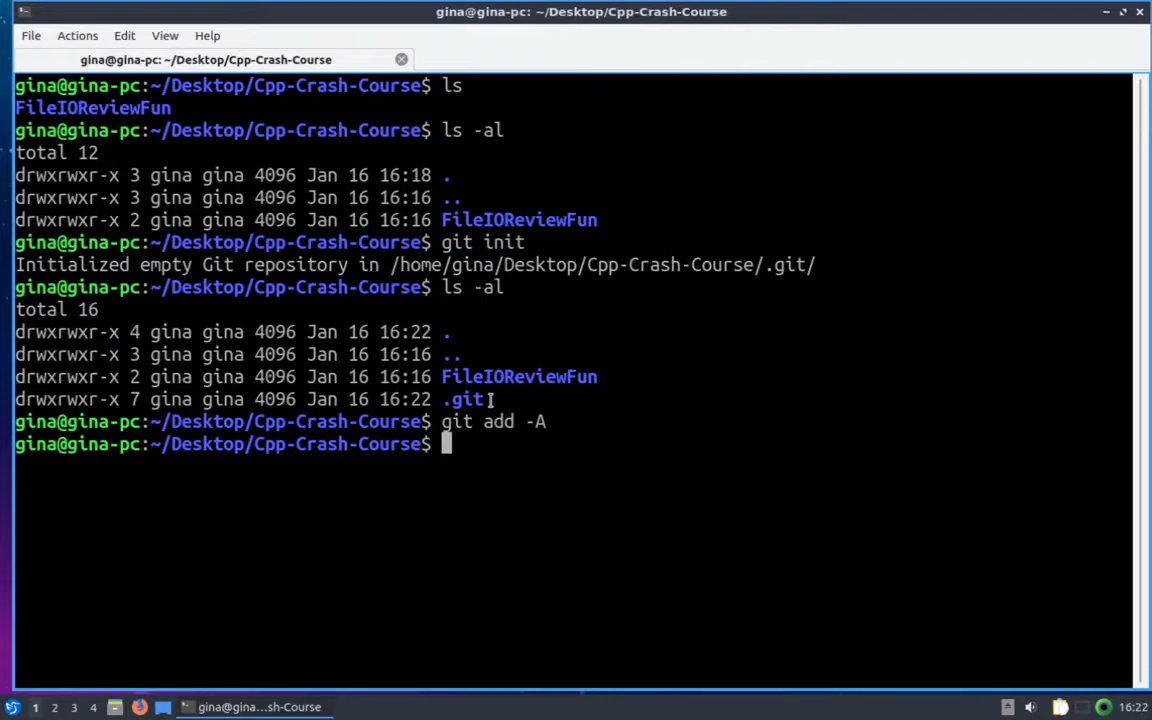 gina@gina-pc: ~/Desktop/Cpp-Crash-Course
File Actions Edit View Help
gina@gina-pc: ~/Desktop/Cpp-Crash-Course
gina@gina-pc:~/Desktop/Cpp-Crash-Course$ ls
FileIOReviewFun
gina@gina-pc:~/Desktop/Cpp-Crash-Course$ ls -al
total 12
drwxrwxr-x 3 gina gina 4096 Jan 16 16:18 .
drwxrwxr-x 3 gina gina 4096 Jan 16 16:16 ..
drwxrwxr-x 2 gina gina 4096 Jan 16 16:16 FileIOReviewFun
gina@gina-pc:~/Desktop/Cpp-Crash-Course$ git init
Initialized empty Git repository in /home/gina/Desktop/Cpp-Crash-Course/.git/
gina@gina-pc:~/Desktop/Cpp-Crash-Course$ ls -al
total 16
drwxrwxr-x 4 gina gina 4096 Jan 16 16:22 .
drwxrwxr-x 3 gina gina 4096 Jan 16 16:16 ..
drwxrwxr-x 2 gina gina 4096 Jan 16 16:16 FileIOReviewFun
drwxrwxr-x 7 gina gina 4096 Jan 16 16:22 .git
gina@gina-pc:~/Desktop/Cpp-Crash-Course$ git add -A
gina@gina-pc:~/Desktop/Cpp-Crash-Course$
1 2 3 4 gina@gina…sh-Course 16:22